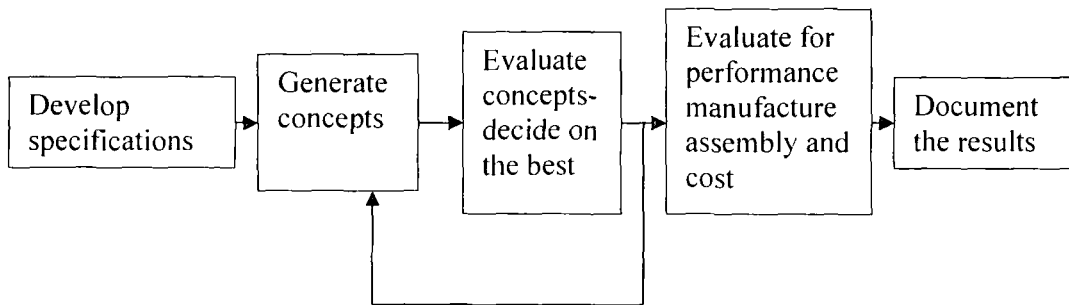 Develop
specifications
Generate
concepts
Evaluate
concepts-
decide on
the best
Evaluate for
performance
manufacture
assembly and
cost
Document
the results